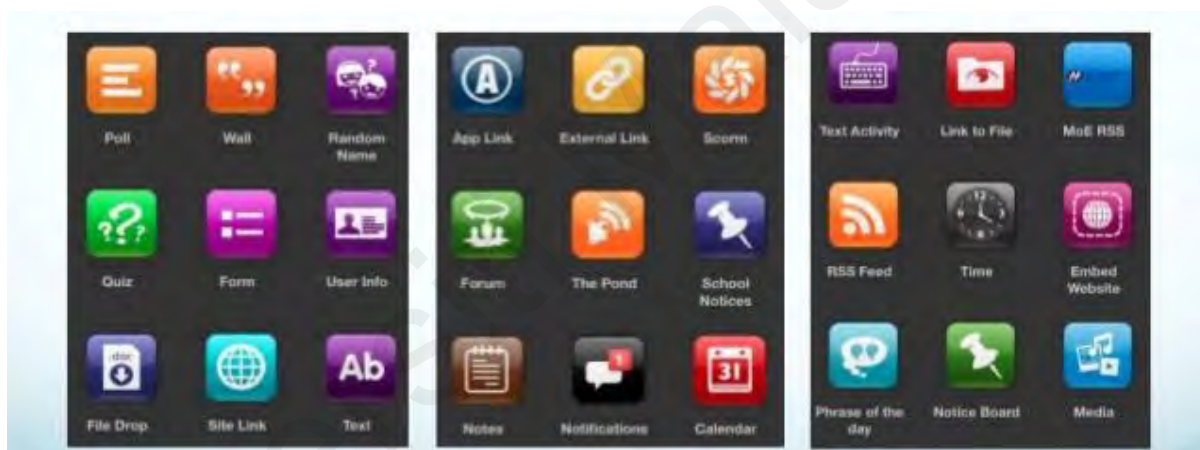 Poll Wall Random Name
Quiz Form User Info
File Drop Site Link Text
App Link External Link Scorm
Forum The Pond School Notices
Notes Notifications Calendar
Text Activity Link to File MoE RSS
RSS Feed Time Embed Website
Phrase of the day Notice Board Media
???
.doc
Ab
A
1
31